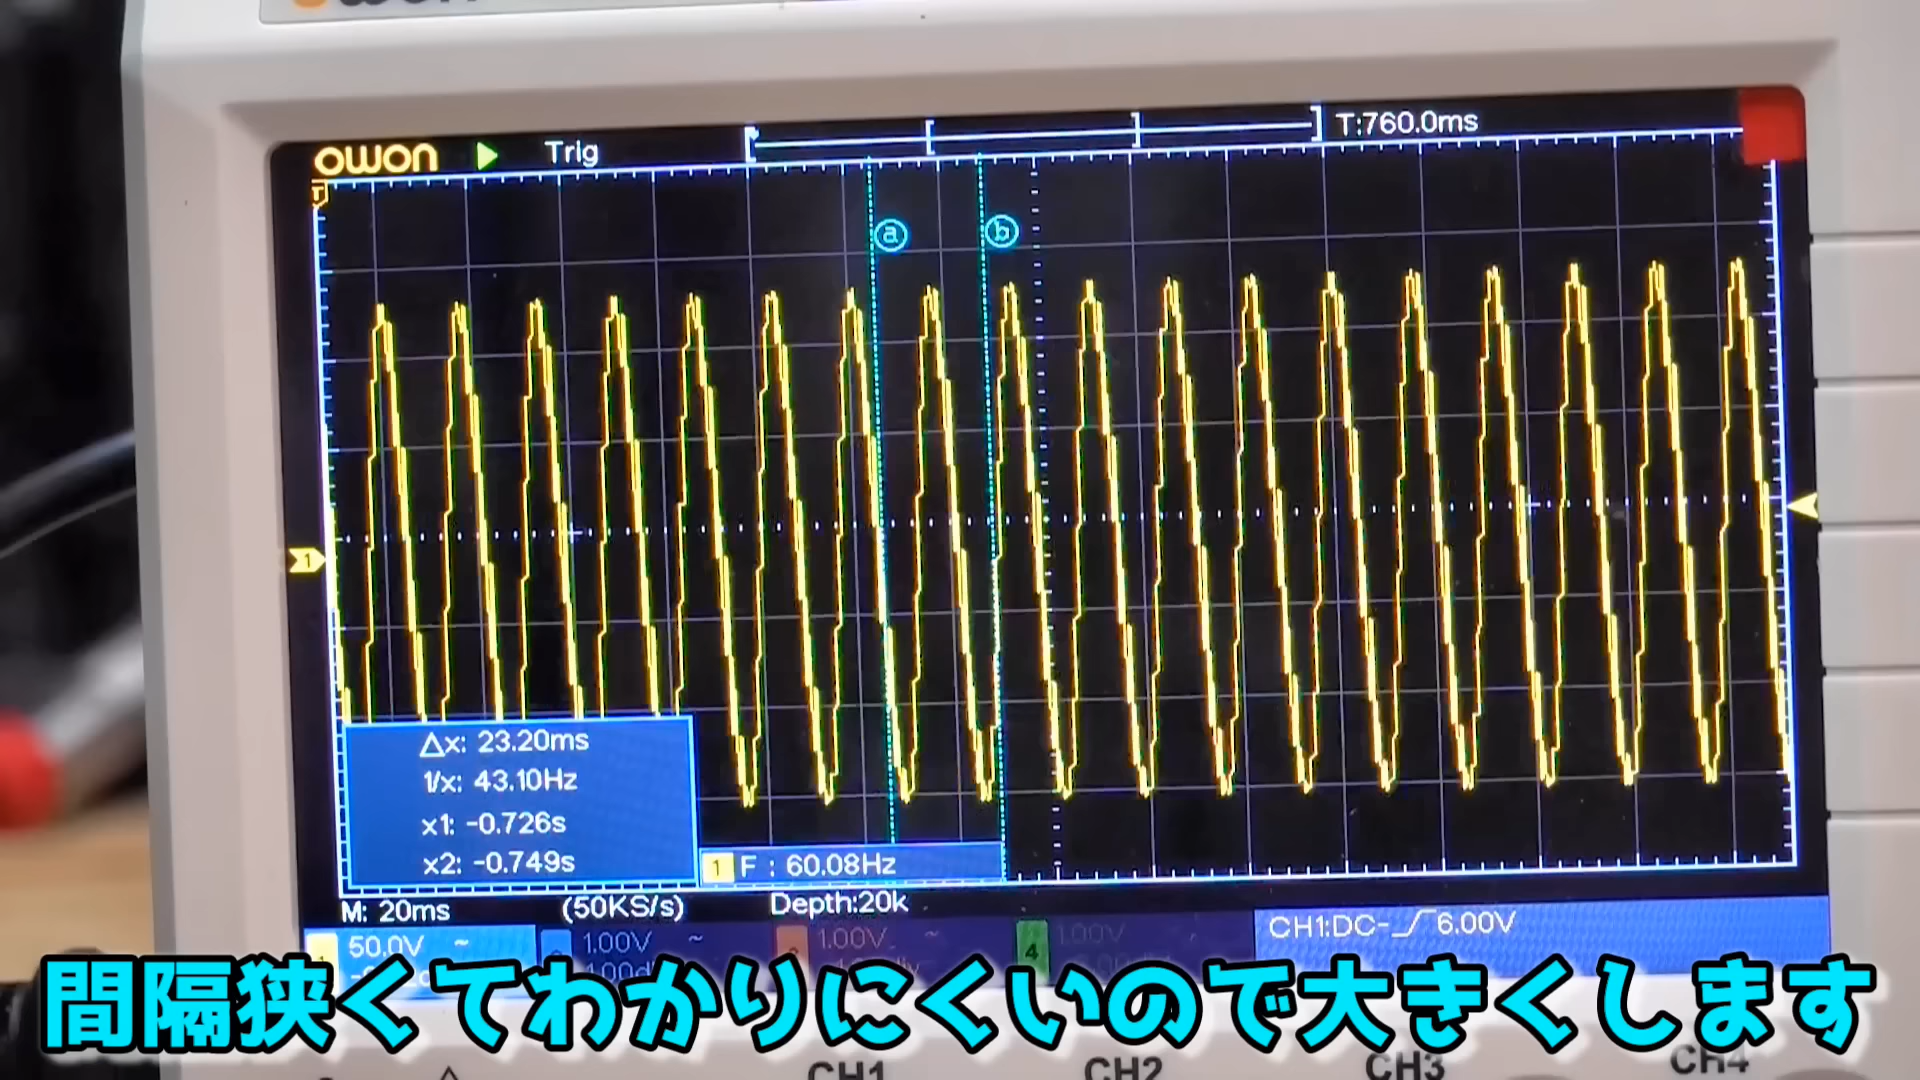 owon
Trig
T:760.0ms
T
a
b
1
Δx: 23.20ms
1/x: 43.10Hz
x1: -0.726s
x2: -0.749s
1 F : 60.08Hz
M: 20ms (50KS/s) Depth:20k
50.0V ~ 1.00V ~ 1.00V ~ 4 1.00V
CH1:DC- 6.00V
間隔狭くてわかりにくいので大きくします
CH1 CH2 CH3 CH4